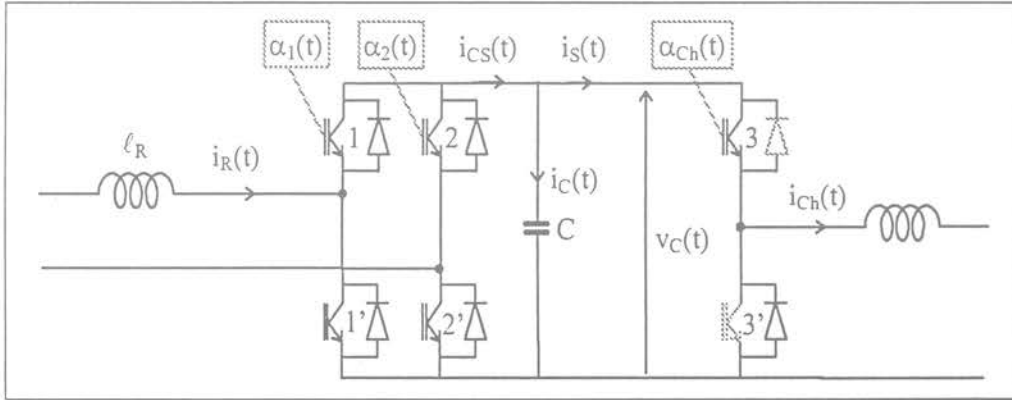 α₁(t) α₂(t) i_CS(t) i_S(t) α_Ch(t)
1 2 3
ℓ_R i_R(t) i_C(t) i_Ch(t)
C v_C(t)
1' 2' 3'